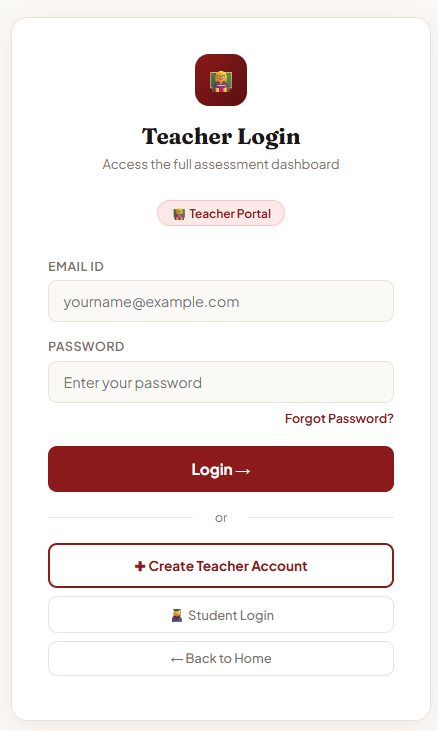 Teacher Login
Access the full assessment dashboard
Teacher Portal
EMAIL ID
yourname@example.com
PASSWORD
Enter your password
Forgot Password?
Login →
or
✚ Create Teacher Account
Student Login
← Back to Home